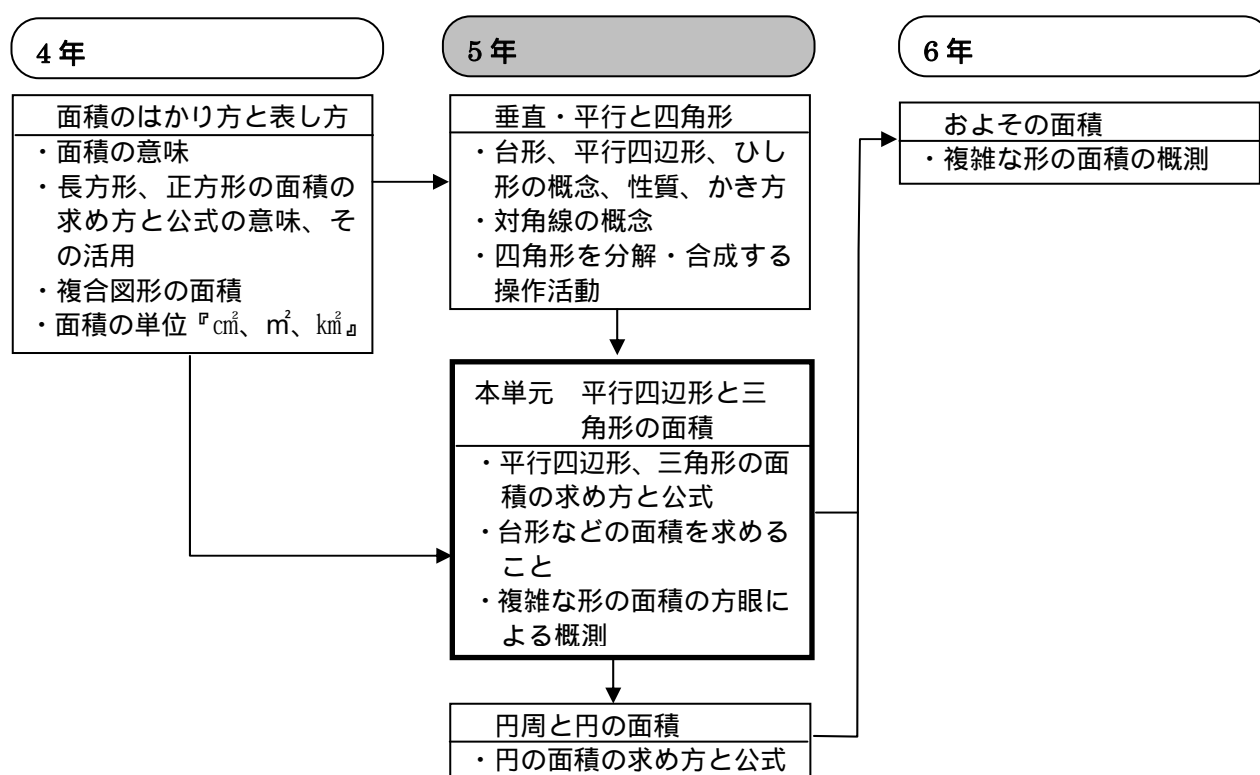 4年
面積のはかり方と表し方
・面積の意味
・長方形、正方形の面積の
求め方と公式の意味、そ
の活用
・複合図形の面積
・面積の単位『㎠、㎡、㎢』
5年
垂直・平行と四角形
・台形、平行四辺形、ひし
形の概念、性質、かき方
・対角線の概念
・四角形を分解・合成する
操作活動
本単元　平行四辺形と三
角形の面積
・平行四辺形、三角形の面
積の求め方と公式
・台形などの面積を求める
こと
・複雑な形の面積の方眼に
よる概測
円周と円の面積
・円の面積の求め方と公式
6年
およその面積
・複雑な形の面積の概測